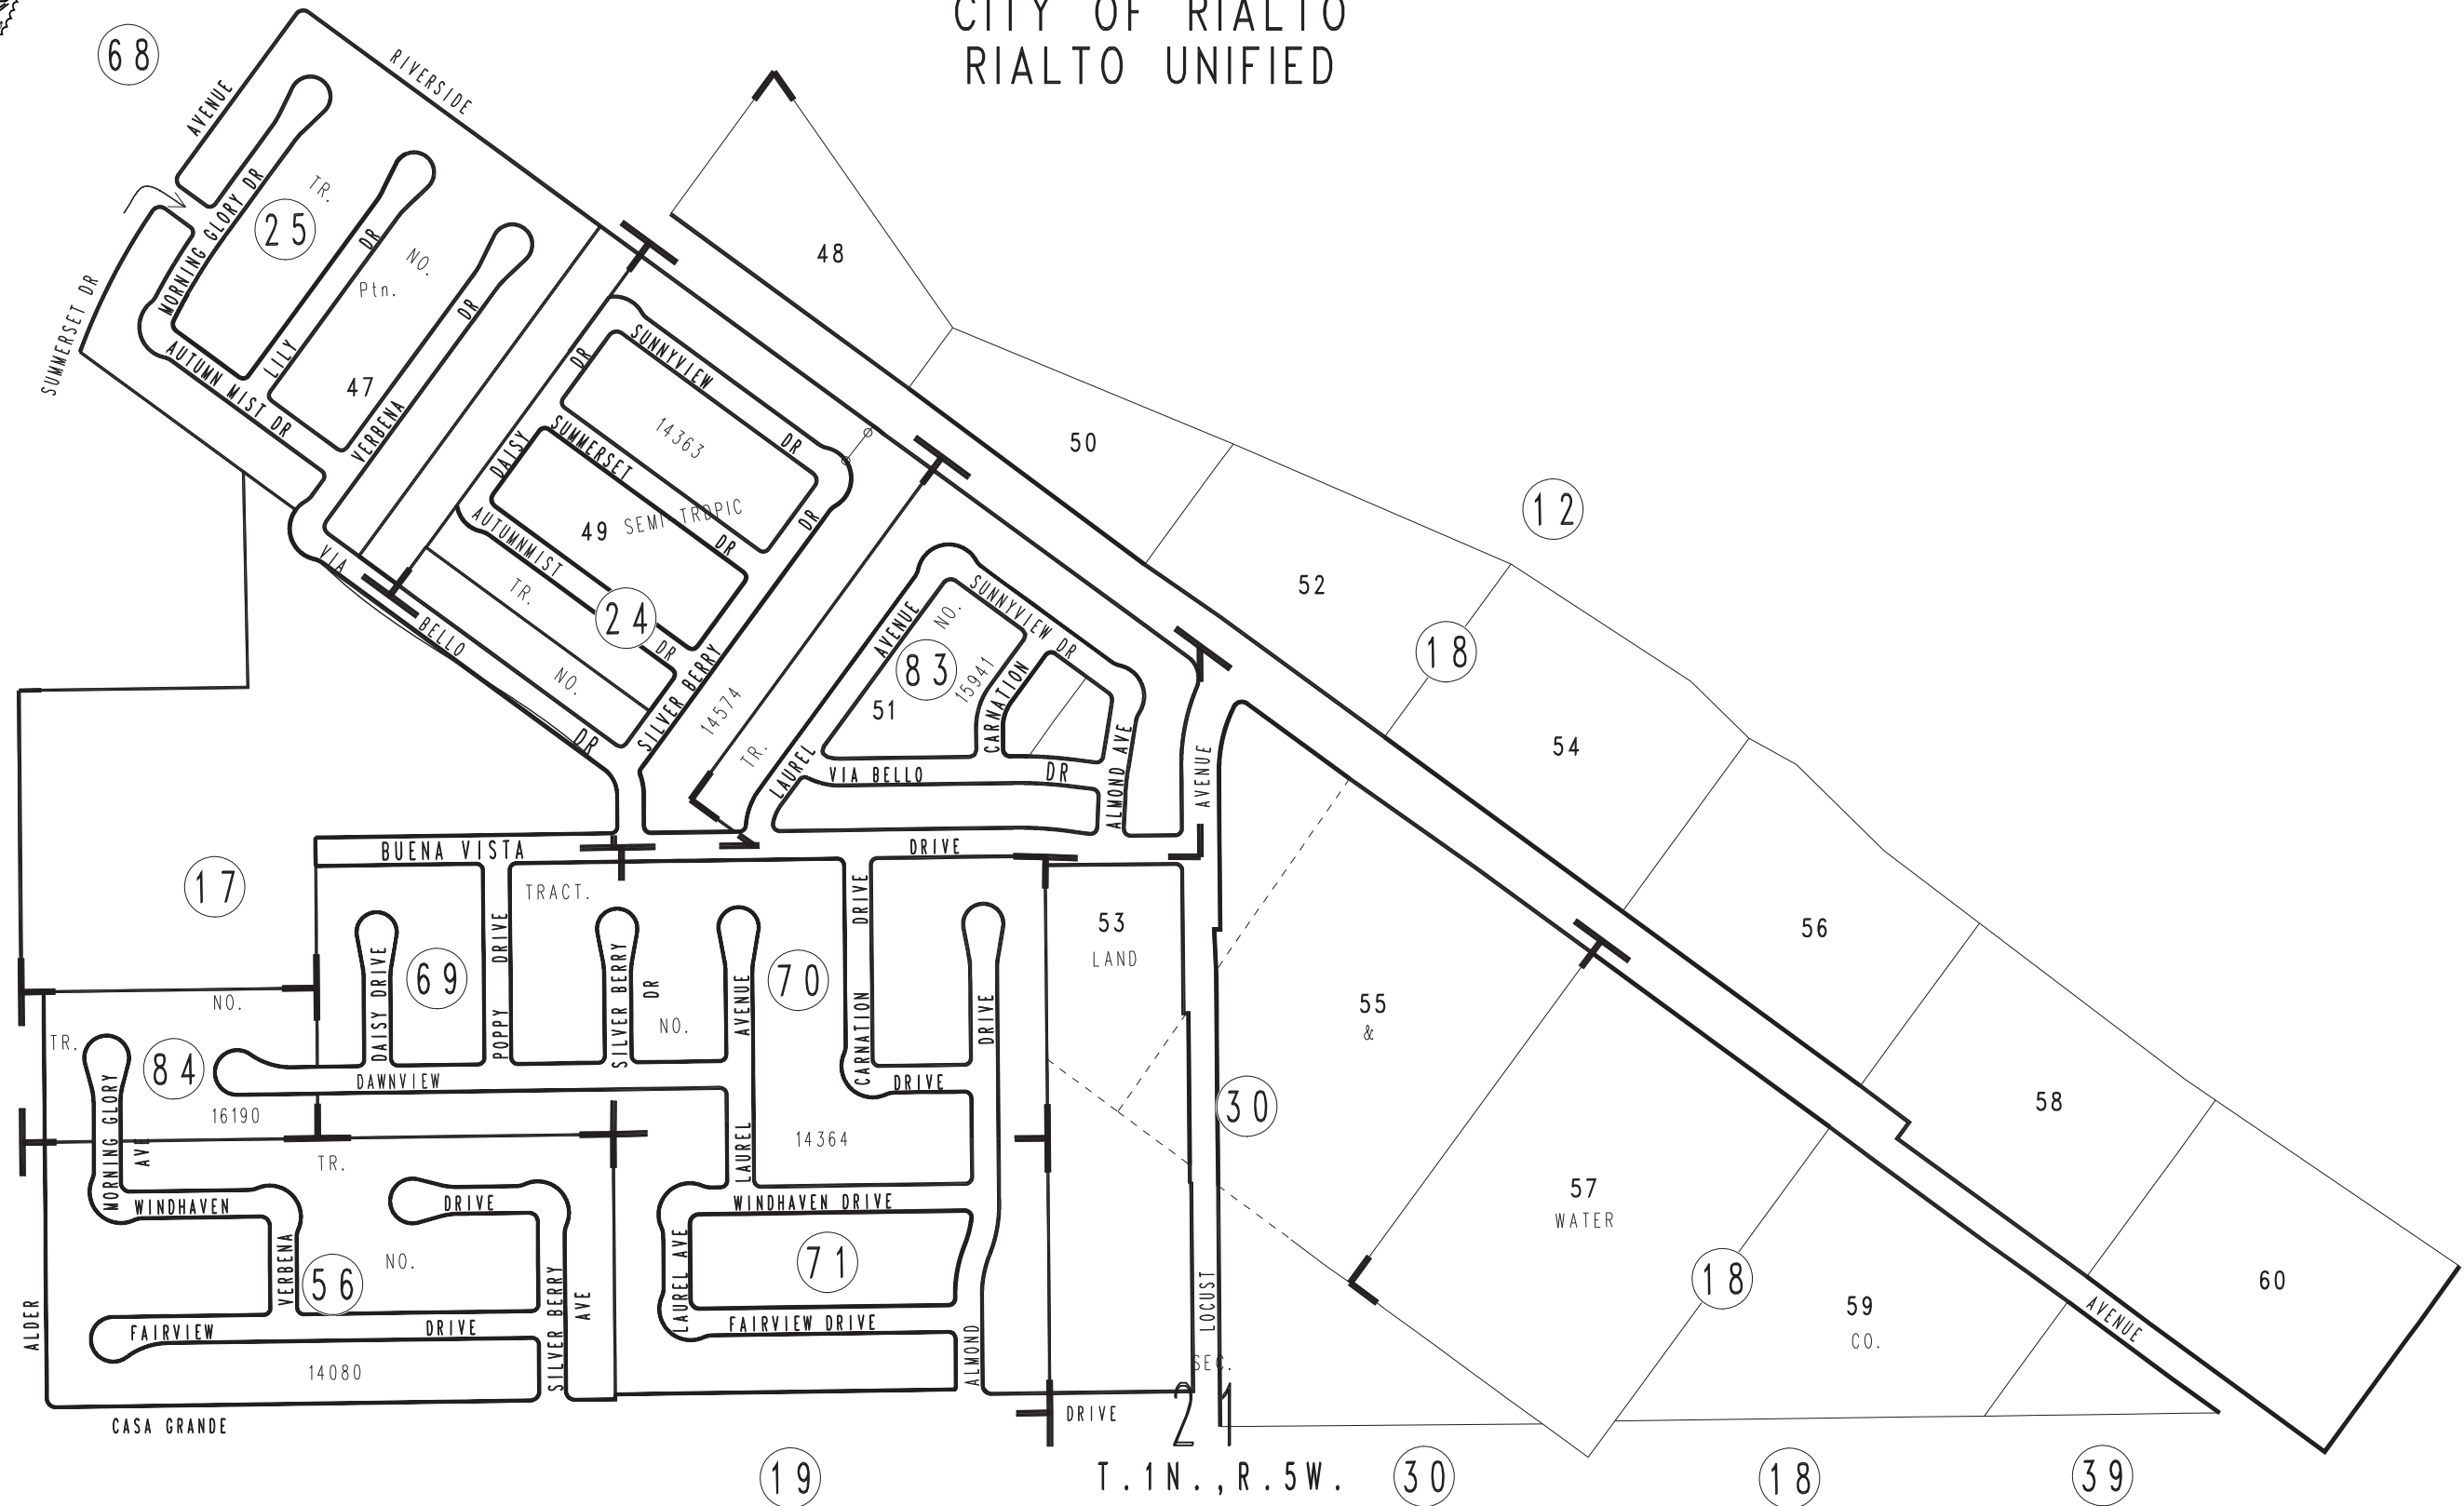 CITY OF RIALTO
RIALTO UNIFIED
68
AVENUE
RIVERSIDE
MORNING GLORY DR
25
TR.
NO.
Ptn.
LILY DR
47
VERBENA DR
SUMMERSET DR
AUTUMN MIST DR
48
SUNNYVIEW DR
DAISY DR
14363
SUMMERSET DR
49
SEMI TROPIC
AUTUMNMIST DR
TR.
24
NO.
VIA BELLO DR
SILVER BERRY DR
14574
TR.
50
12
52
18
54
56
58
60
AVENUE
LAUREL AVENUE
NO.
15941
83
51
SUNNYVIEW DR
CARNATION
VIA BELLO DR
ALMOND AVE
AVENUE
BUENA VISTA DRIVE
17
TRACT.
69
DAISY DRIVE
POPPY DRIVE
SILVER BERRY DR
NO.
AVENUE
70
CARNATION DRIVE
DRIVE
DRIVE
53
LAND
55
&
30
57
WATER
18
59
CO.
NO.
TR.
84
16190
DAWNVIEW
MORNING GLORY AVE
TR.
LAUREL
14364
WINDHAVEN
DRIVE
WINDHAVEN DRIVE
VERBENA
56
NO.
LAUREL AVE
71
FAIRVIEW DRIVE
FAIRVIEW DRIVE
SILVER BERRY AVE
14080
ALDER
ALMOND
LOCUST
SEC.
21
CASA GRANDE
DRIVE
19
T.1N.,R.5W.
30
18
39